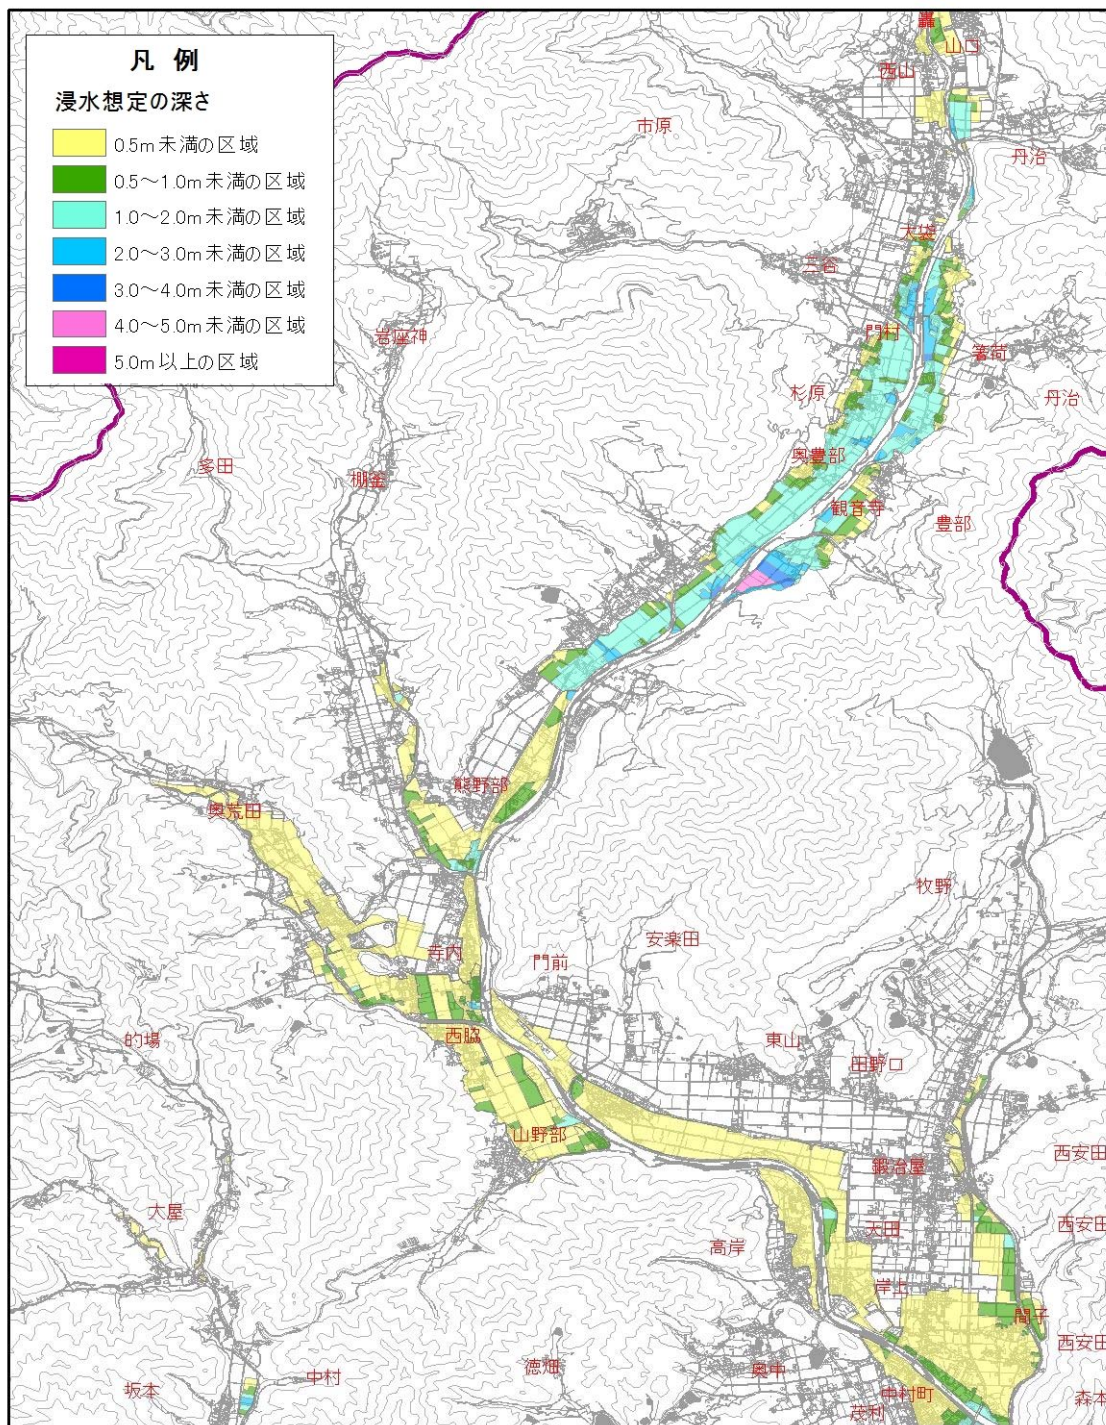 凡 例
浸水想定の深さ
0.5m未満の区域
0.5～1.0m未満の区域
1.0～2.0m未満の区域
2.0～3.0m未満の区域
3.0～4.0m未満の区域
4.0～5.0m未満の区域
5.0m以上の区域
轟
山口
西山
市原
丹治
大袋
三谷
岩座神
門村
箸荷
杉原
丹治
多田
棚釜
奥豊部
観音寺
豊部
熊野部
奥荒田
牧野
安楽田
寺内
門前
西脇
的場
東山
田野口
山野部
西安田
鍛冶屋
大屋
西安田
天田
高岸
岸上
間子
西安田
徳畑
奥中
中村
坂本
中村町
森本
茂利